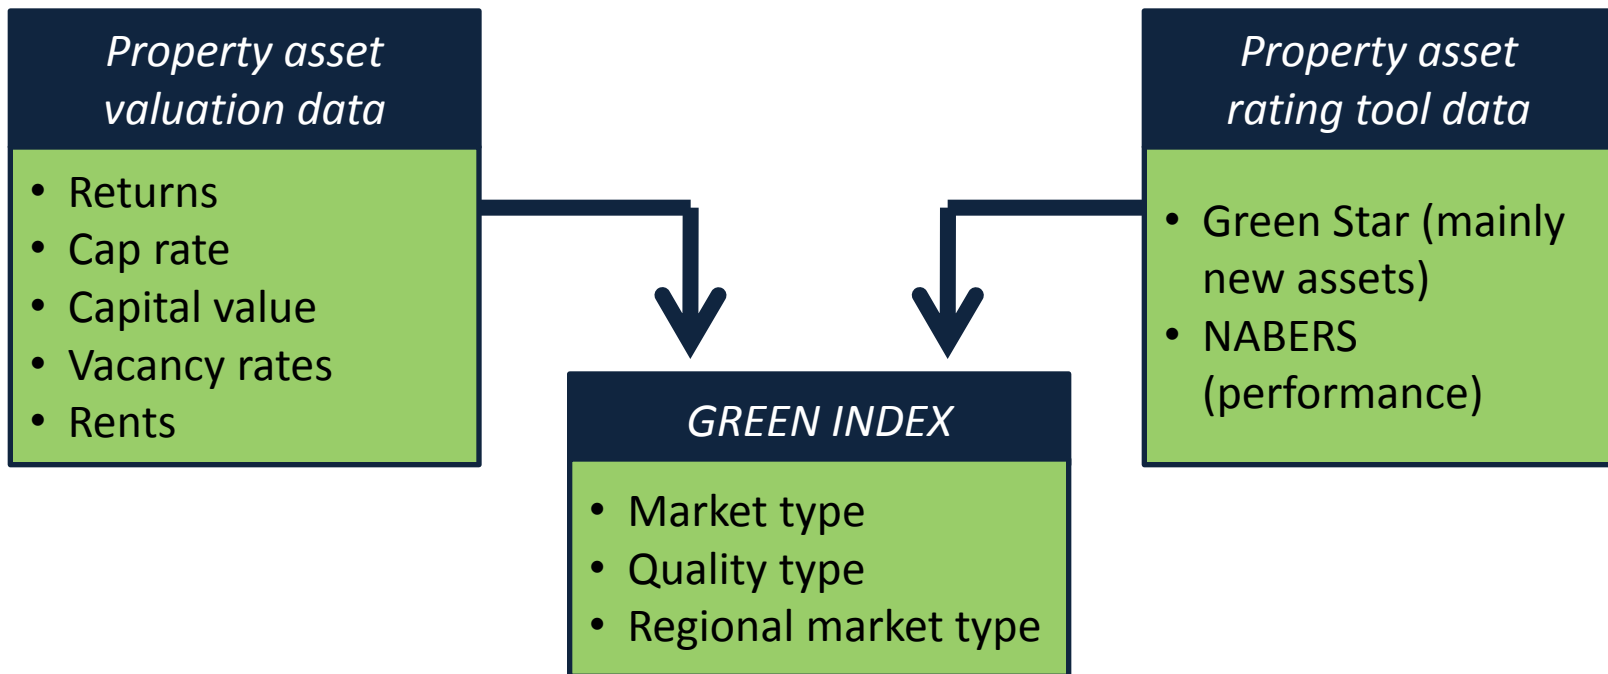 Property asset
valuation data
• Returns
• Cap rate
• Capital value
• Vacancy rates
• Rents
Property asset
rating tool data
• Green Star (mainly
new assets)
• NABERS
(performance)
GREEN INDEX
• Market type
• Quality type
• Regional market type